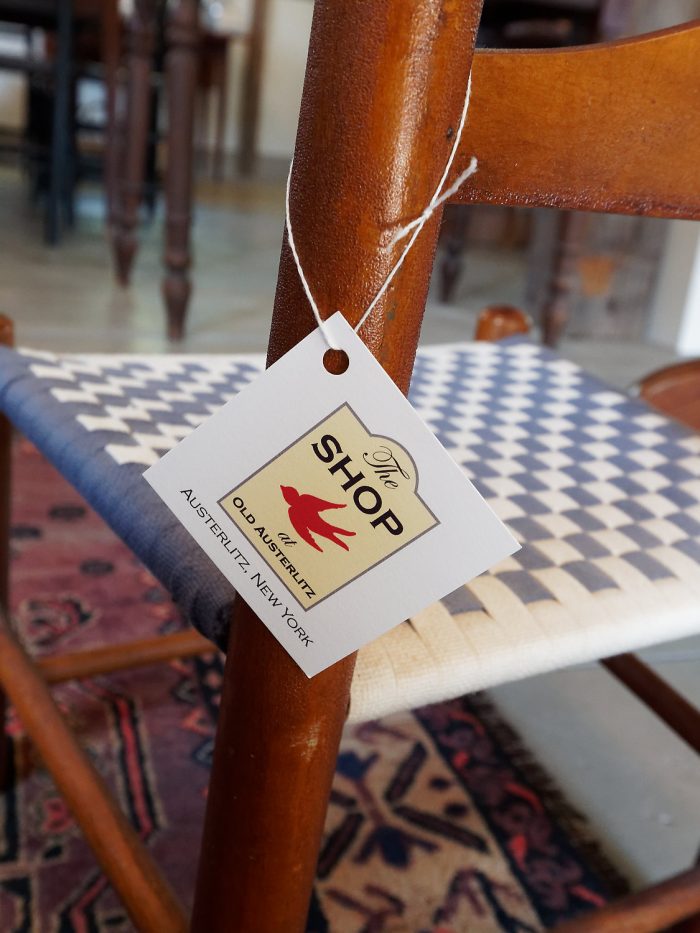 The
SHOP
at
OLD AUSTERLITZ
AUSTERLITZ, NEW YORK